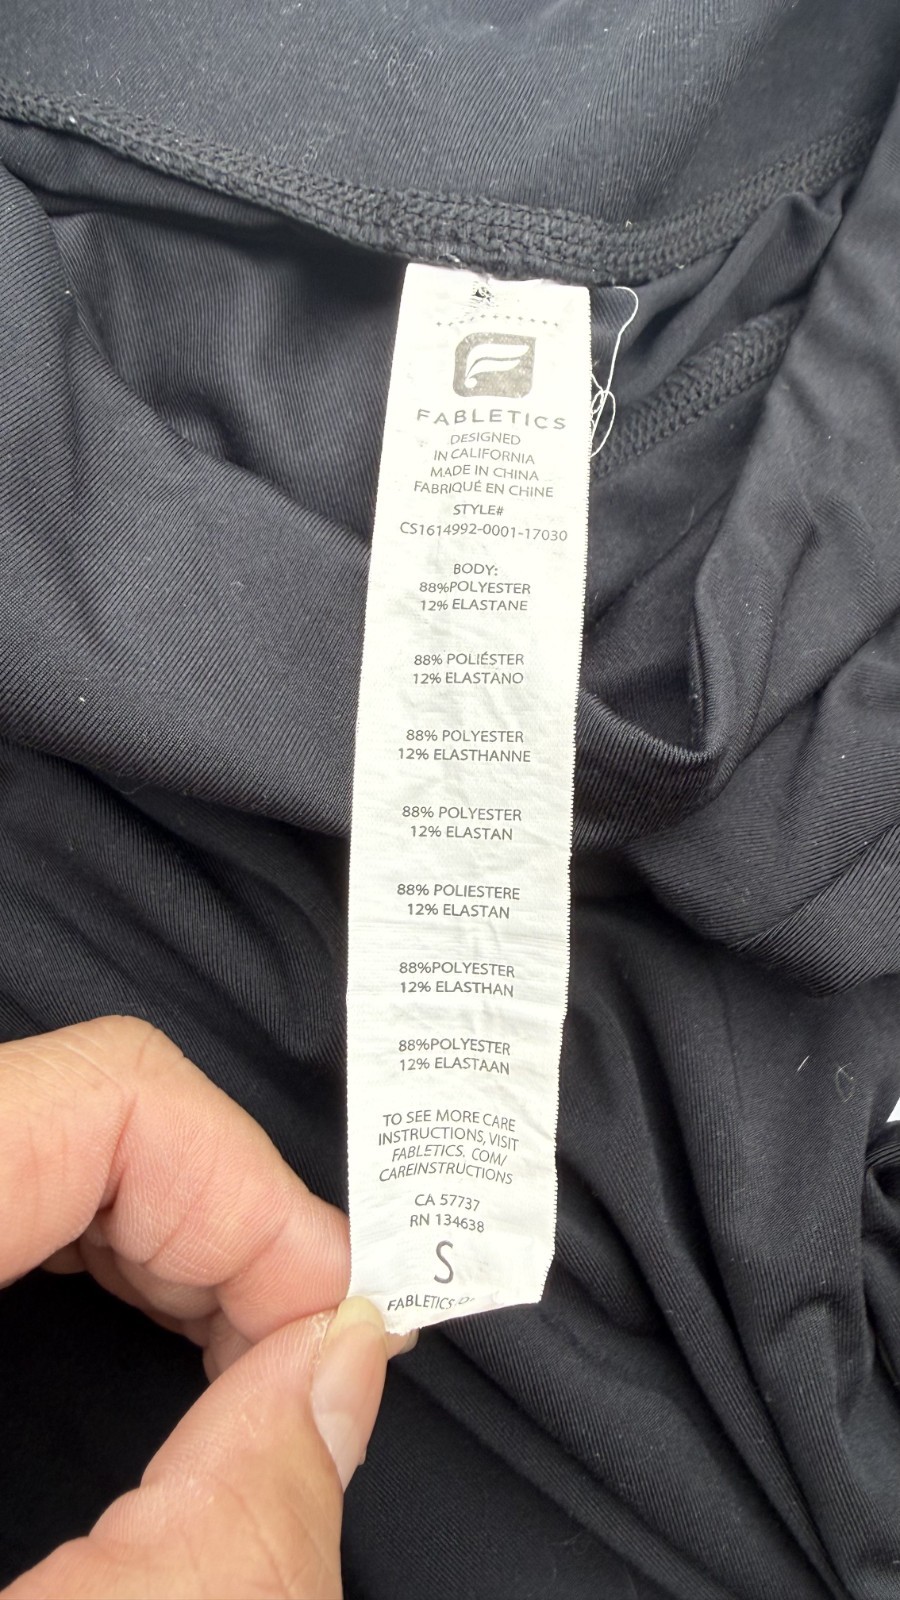 FABLETICS
DESIGNED
IN CALIFORNIA
MADE IN CHINA
FABRIQUÉ EN CHINE
STYLE#
CS1614992-0001-17030
BODY:
88%POLYESTER
12% ELASTANE
88% POLIÉSTER
12% ELASTANO
88% POLYESTER
12% ELASTHANNE
88% POLYESTER
12% ELASTAN
88% POLIESTERE
12% ELASTAN
88%POLYESTER
12% ELASTHAN
88%POLYESTER
12% ELASTAAN
TO SEE MORE CARE
INSTRUCTIONS, VISIT
FABLETICS. COM/
CAREINSTRUCTIONS
CA 57737
RN 134638
S
FABLETICS